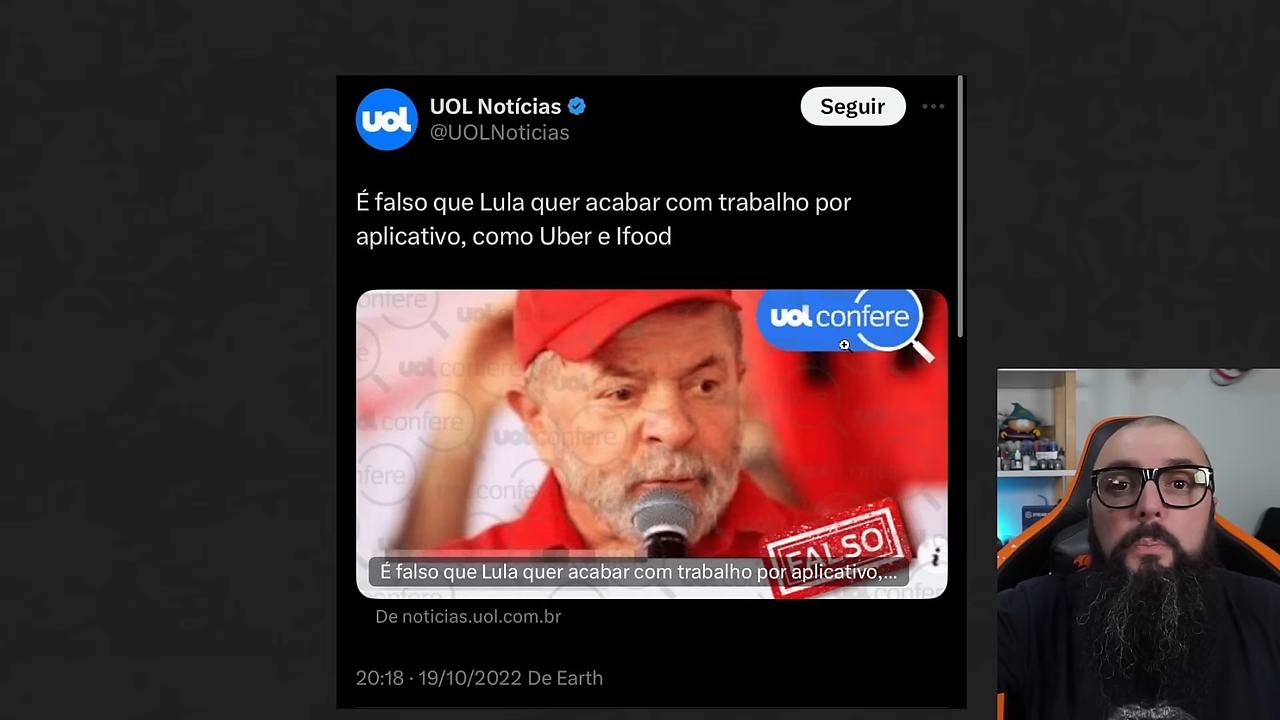 uol
UOL Notícias
@UOLNoticias
Seguir
É falso que Lula quer acabar com trabalho por
aplicativo, como Uber e Ifood
uol confere
FALSO
É falso que Lula quer acabar com trabalho por aplicativo,...
De noticias.uol.com.br
20:18 · 19/10/2022 De Earth